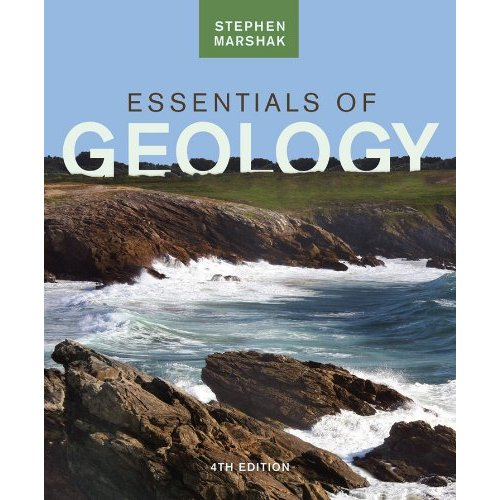 STEPHEN
MARSHAK
ESSENTIALS OF
GEOLOGY
4TH EDITION